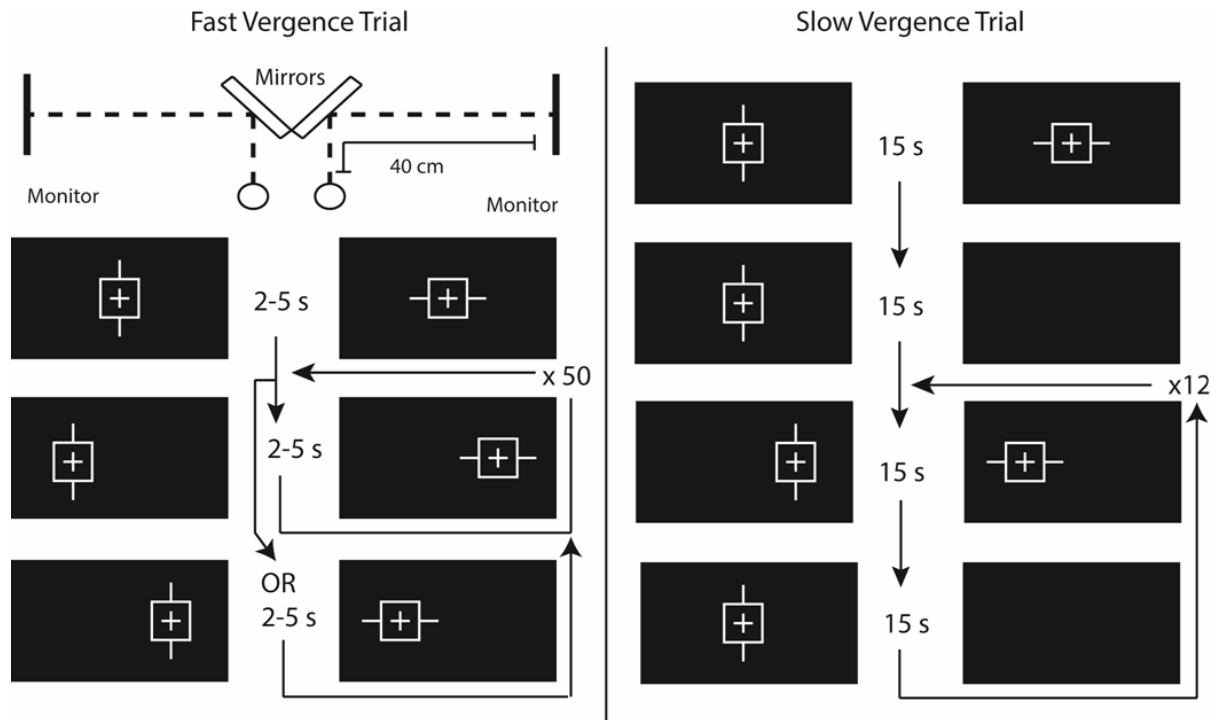 Fast Vergence Trial
Mirrors
40 cm
Monitor
Monitor
2-5 s
x 50
2-5 s
OR
2-5 s
Slow Vergence Trial
15 s
15 s
x12
15 s
15 s